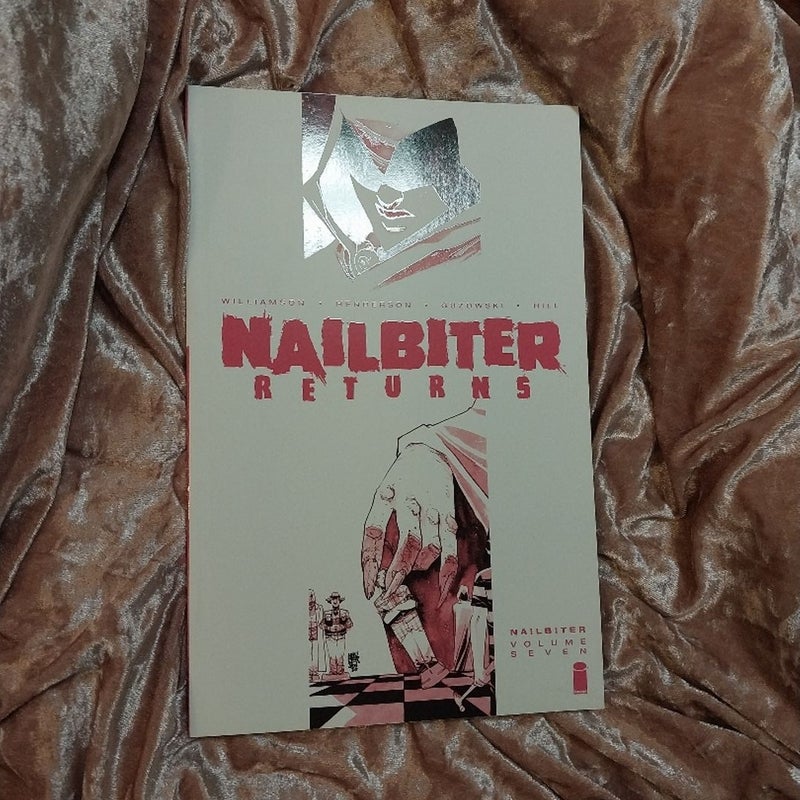 WILLIAMSON • HENDERSON • GUZOWSKI • HILL
NAILBITER
RETURNS
NAILBITER
VOLUME
SEVEN